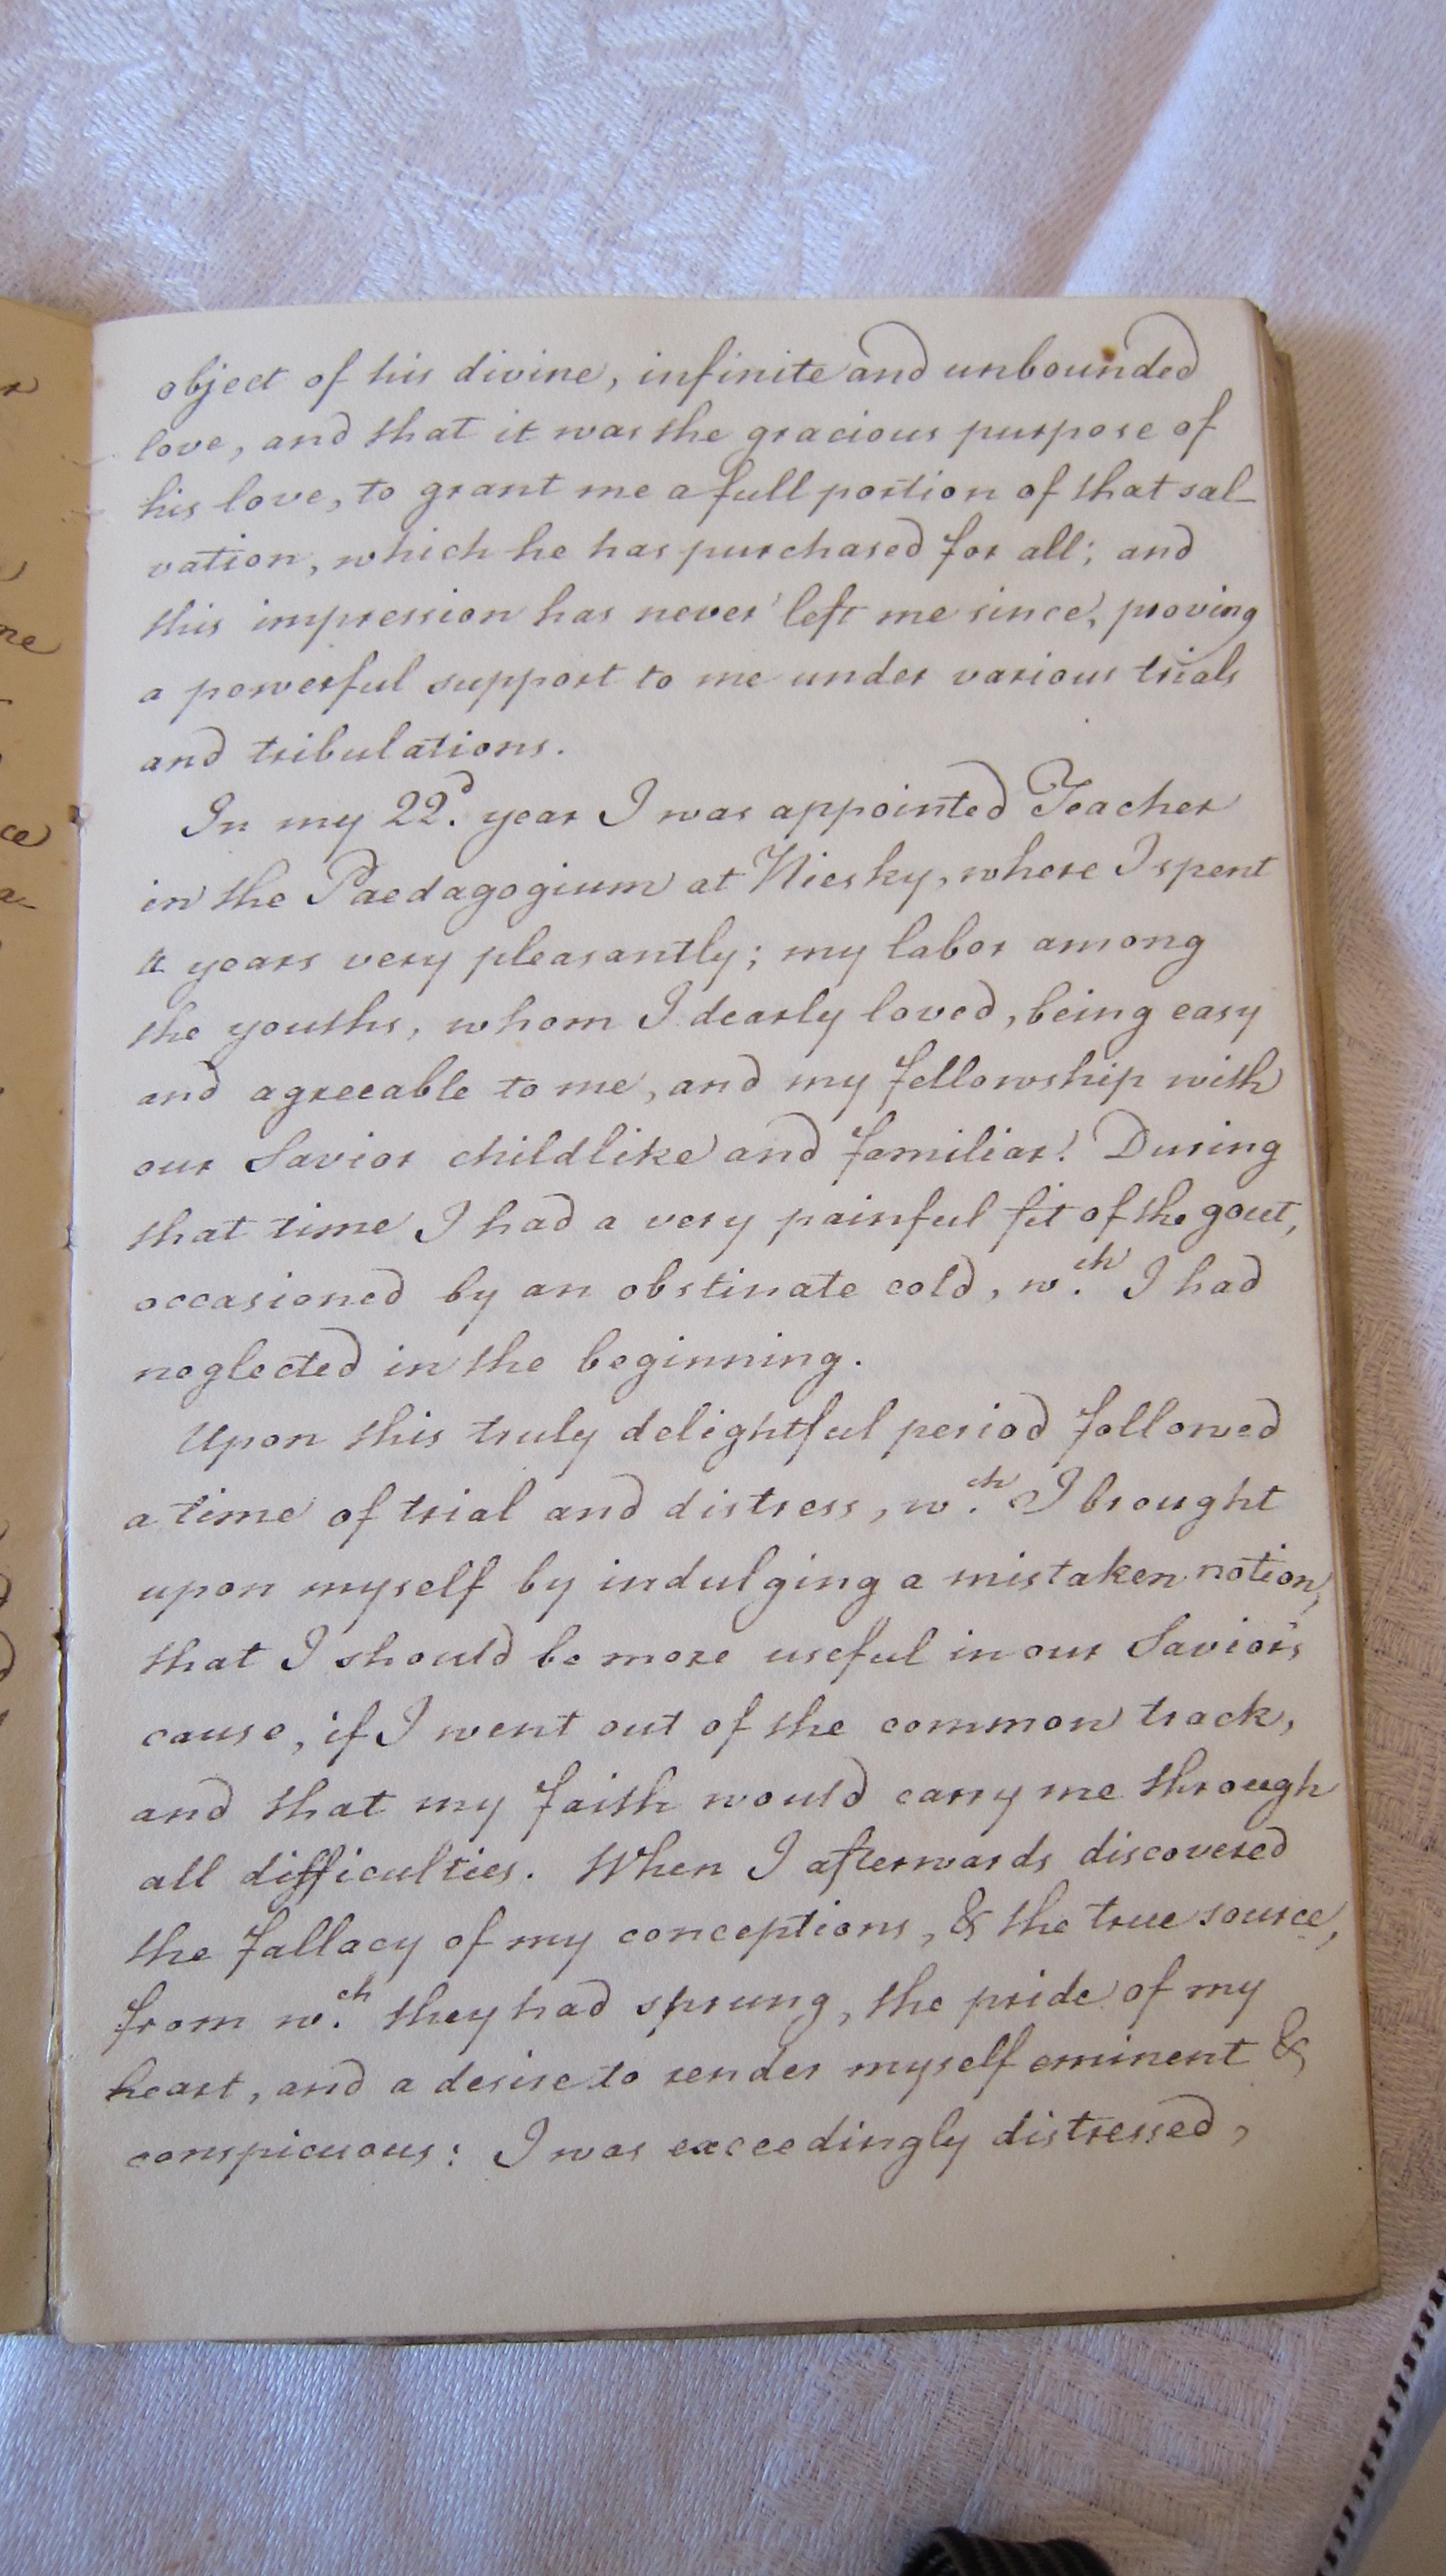 object of his divine, infinite and unbounded
love, and that it was the gracious purpose of
his love, to grant me a full portion of that sal-
vation, which he has purchased for all; and
this impression has never left me since, proving
a powerful support to me under various trials
and tribulations.
In my 22.d year I was appointed Teacher
in the Paedagogium at Niesky, where I spent
4 years very pleasantly; my labor among
the youths, whom I dearly loved, being easy
and agreeable to me, and my fellowship with
our Savior childlike and familiar. During
that time I had a very painful fit of the gout,
occasioned by an obstinate cold, w.ch I had
neglected in the beginning.
Upon this truly delightful period followed
a time of trial and distress, w.ch I brought
upon myself by indulging a mistaken notion,
that I should be more useful in our Savior's
cause, if I went out of the common track,
and that my faith would carry me through
all difficulties. When I afterwards discovered
the fallacy of my conceptions, & the true source,
from w.ch they had sprung, the pride of my
heart, and a desire to render myself eminent &
conspicuous: I was exceedingly distressed,